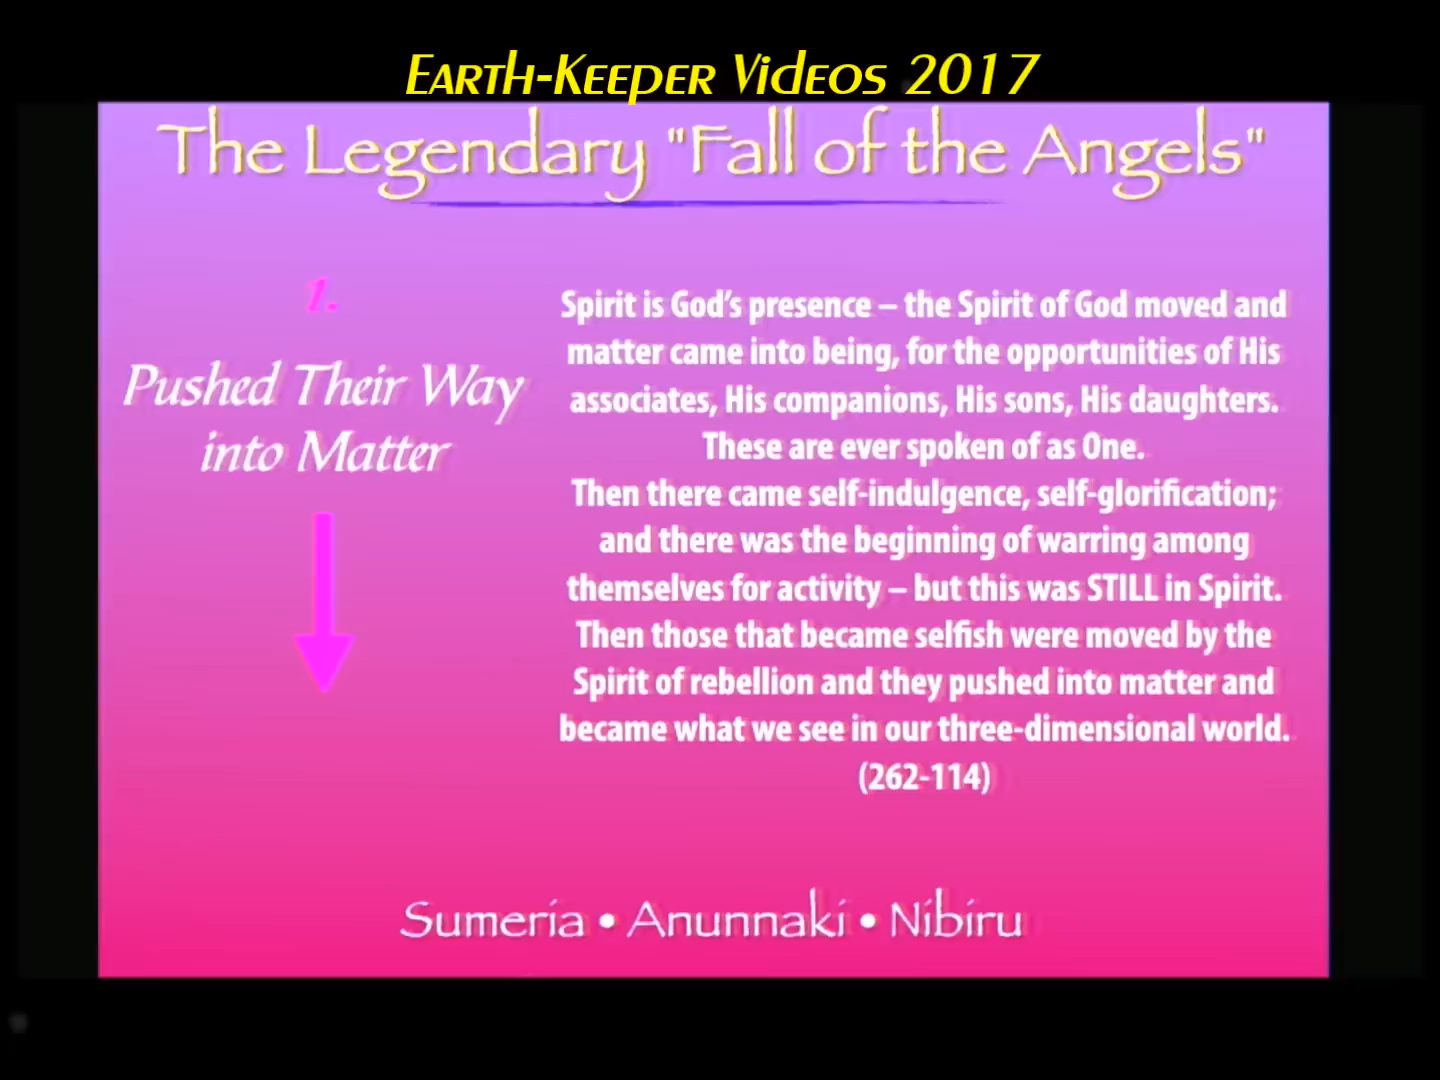 Earth-Keeper Videos 2017
The Legendary "Fall of the Angels"
1.
Pushed Their Way
into Matter
Spirit is God's presence – the Spirit of God moved and
matter came into being, for the opportunities of His
associates, His companions, His sons, His daughters.
These are ever spoken of as One.
Then there came self-indulgence, self-glorification;
and there was the beginning of warring among
themselves for activity – but this was STILL in Spirit.
Then those that became selfish were moved by the
Spirit of rebellion and they pushed into matter and
became what we see in our three-dimensional world.
(262-114)
Sumeria • Anunnaki • Nibiru